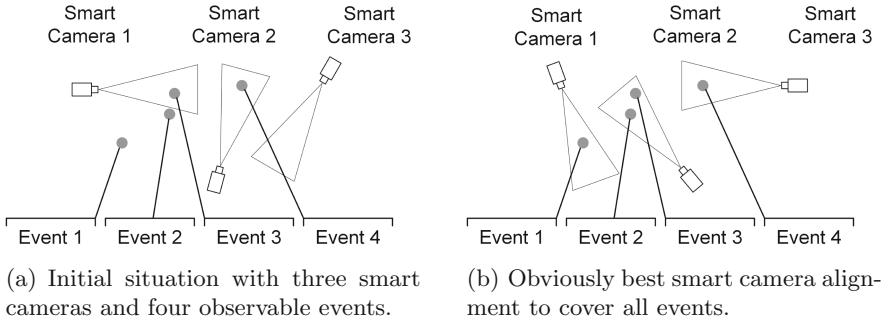 Smart
Camera 1
Smart
Camera 2
Smart
Camera 3
Event 1
Event 2
Event 3
Event 4
(a) Initial situation with three smart
cameras and four observable events.
Smart
Camera 1
Smart
Camera 2
Smart
Camera 3
Event 1
Event 2
Event 3
Event 4
(b) Obviously best smart camera align-
ment to cover all events.